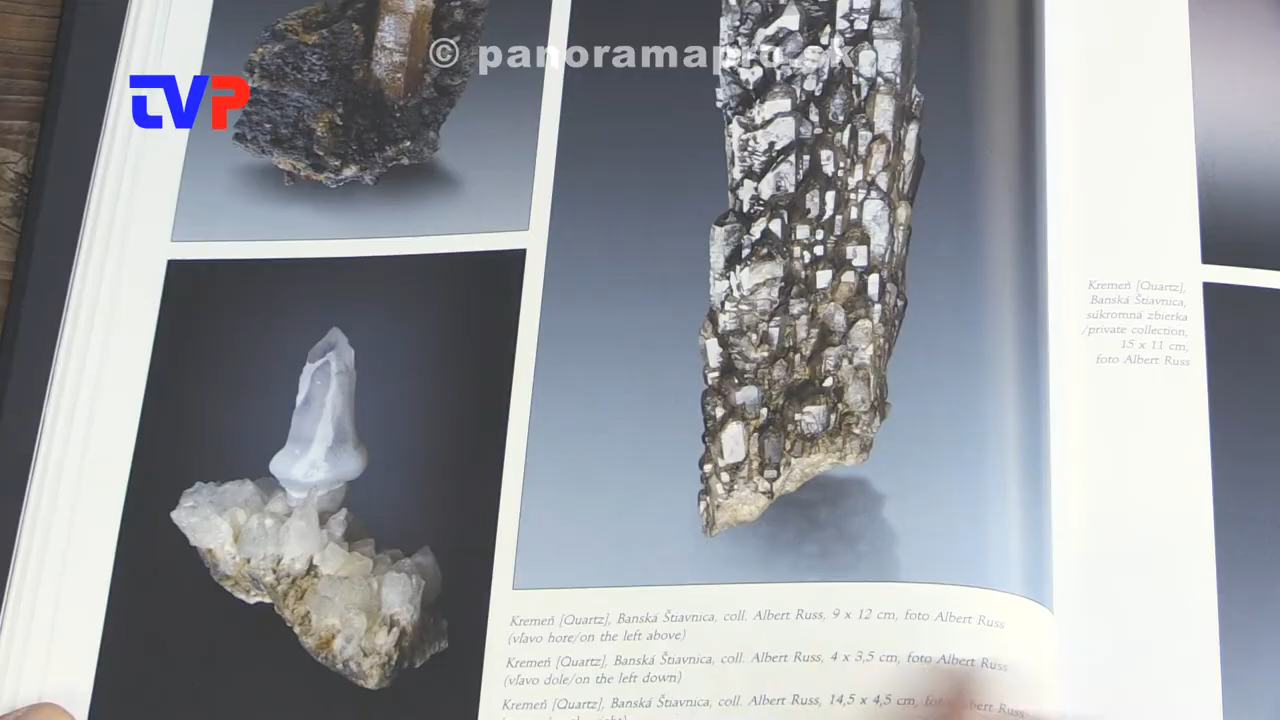 © panoramapro.sk
TVP
Kremeň [Quartz],
Banská Štiavnica,
súkromná zbierka
/private collection,
15 x 11 cm,
foto Albert Russ
Kremeň [Quartz], Banská Štiavnica, coll. Albert Russ, 9 x 12 cm, foto Albert Russ
(vľavo hore/on the left above)
Kremeň [Quartz], Banská Štiavnica, coll. Albert Russ, 4 x 3,5 cm, foto Albert Russ
(vľavo dole/on the left down)
Kremeň [Quartz], Banská Štiavnica, coll. Albert Russ, 14,5 x 4,5 cm, foto Albert Russ